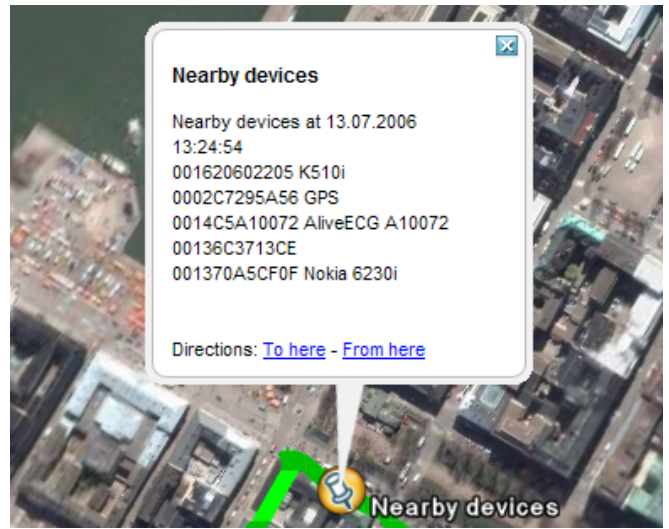 Nearby devices
Nearby devices at 13.07.2006
13:24:54
001620602205 K510i
0002C7295A56 GPS
0014C5A10072 AliveECG A10072
00136C3713CE
001370A5CF0F Nokia 6230i
Directions: To here - From here
Nearby devices